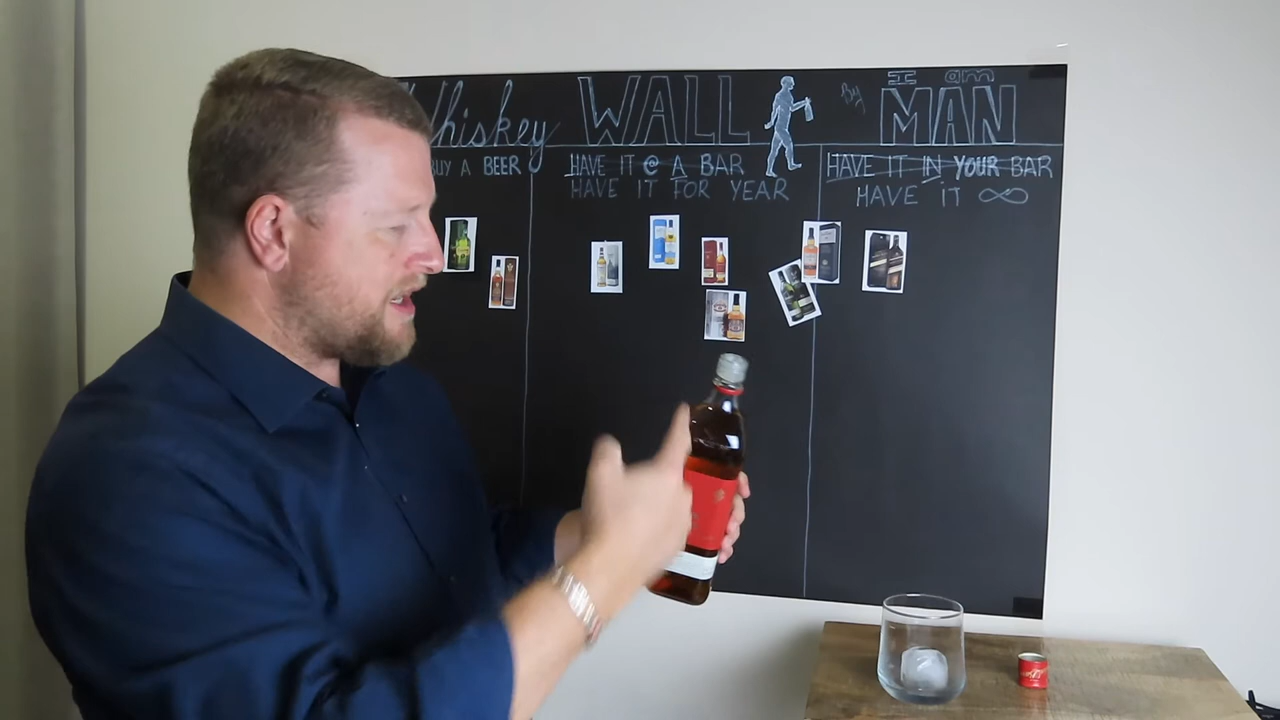 Whiskey WALL By I am MAN
BUY A BEER
HAVE IT @ A BAR
HAVE IT FOR YEAR
HAVE IT IN YOUR BAR
HAVE IT ∞